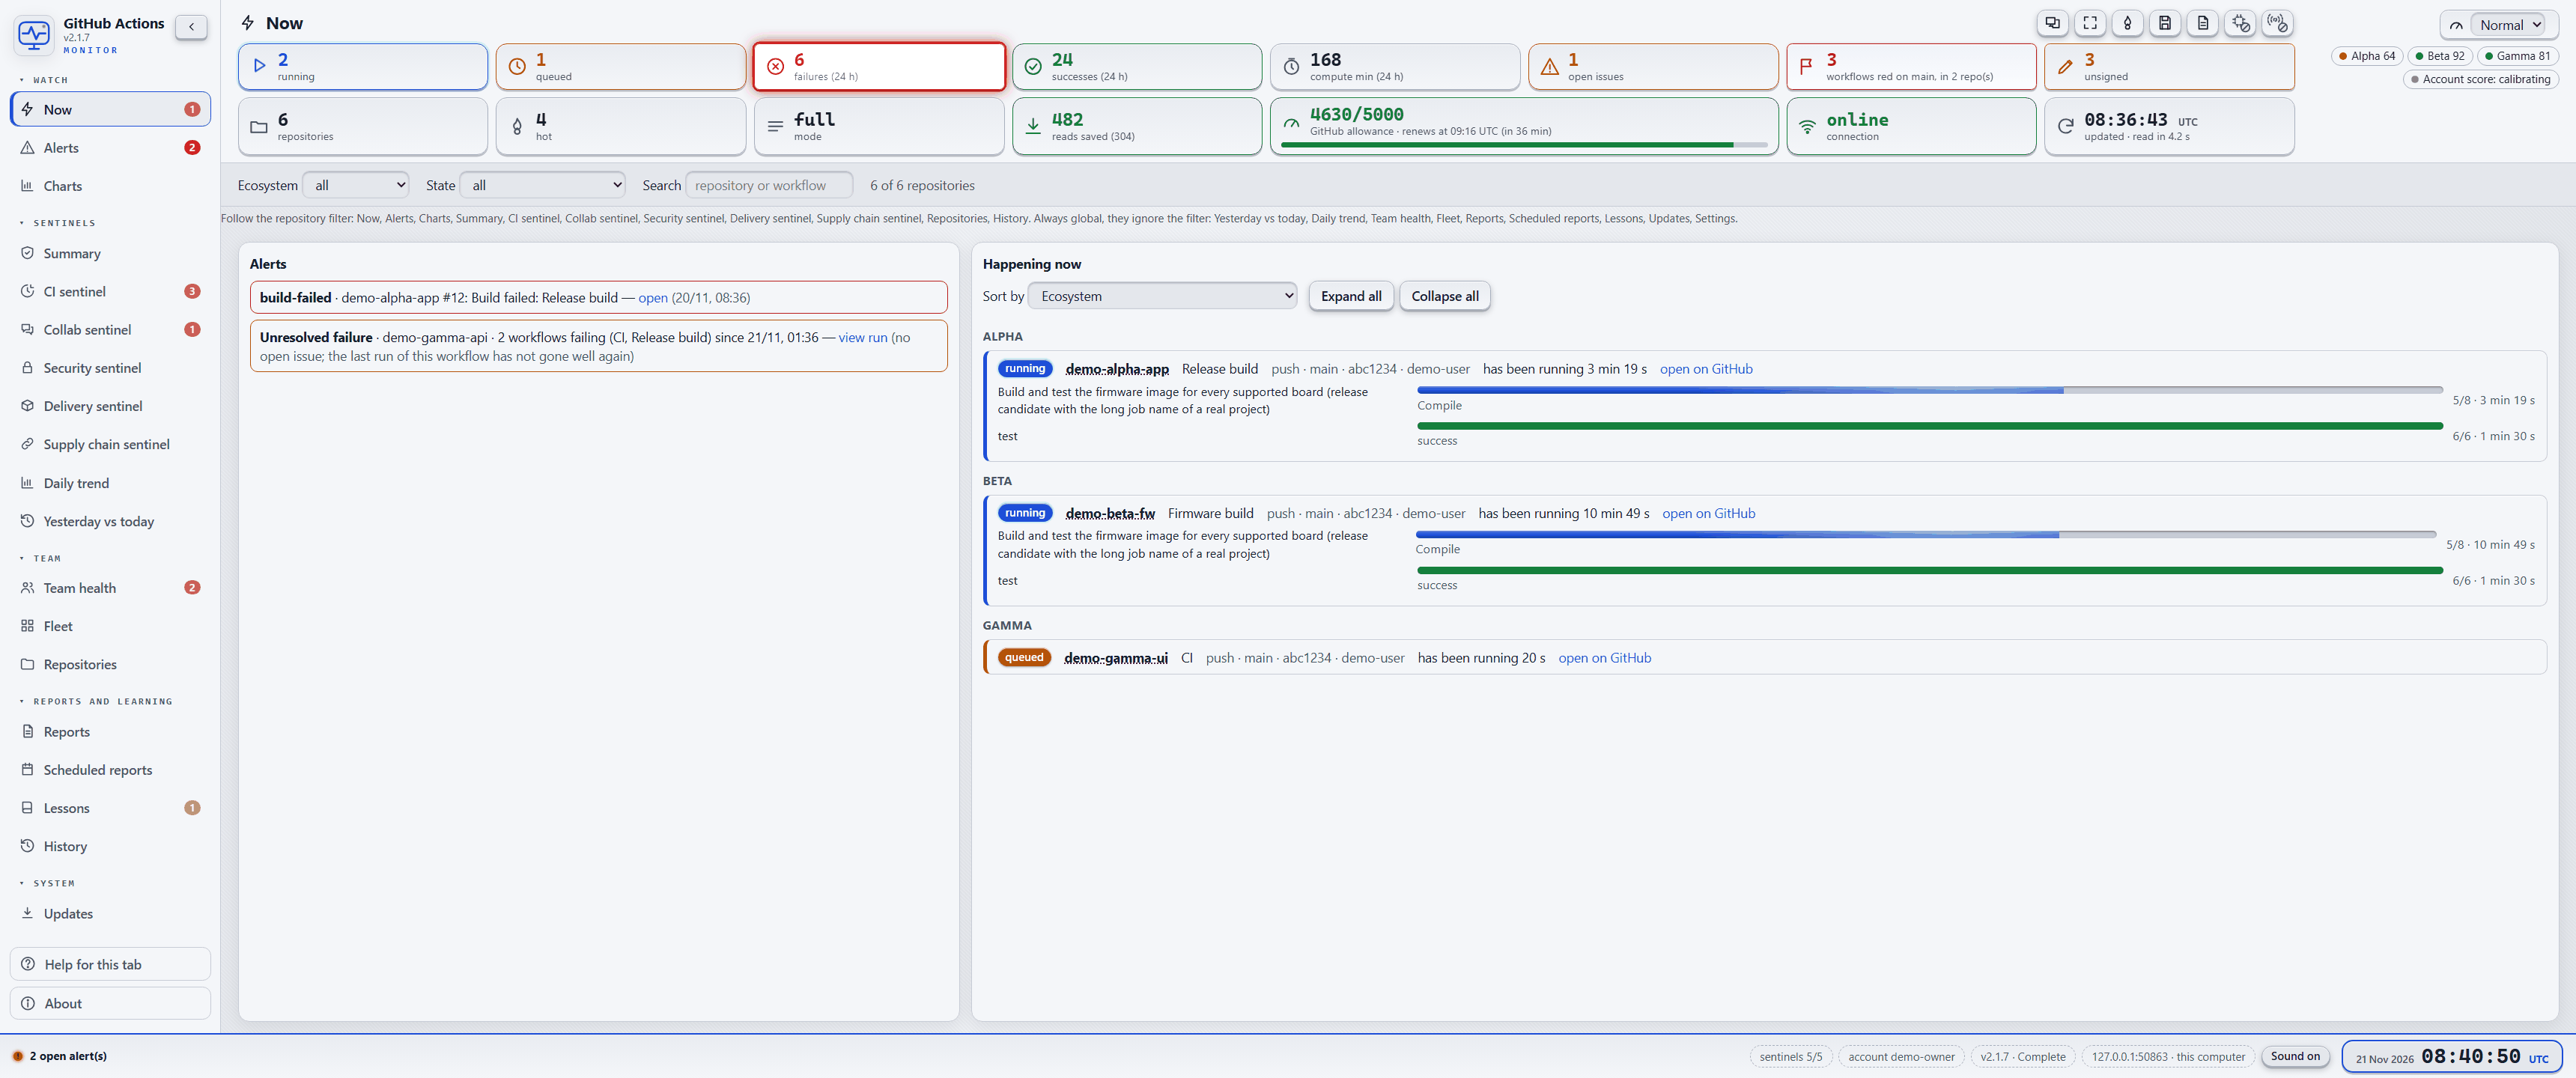 GitHub Actions
v2.1.7
MONITOR
WATCH
Now 1
Alerts 2
Charts
SENTINELS
Summary
CI sentinel 3
Collab sentinel 1
Security sentinel
Delivery sentinel
Supply chain sentinel
Daily trend
Yesterday vs today
TEAM
Team health 2
Fleet
Repositories
REPORTS AND LEARNING
Reports
Scheduled reports
Lessons 1
History
SYSTEM
Updates
Help for this tab
About
Now
Normal
2
running
1
queued
6
failures (24 h)
24
successes (24 h)
168
compute min (24 h)
1
open issues
3
workflows red on main, in 2 repo(s)
3
unsigned
Alpha 64 Beta 92 Gamma 81
Account score: calibrating
6
repositories
4
hot
full
mode
482
reads saved (304)
4630/5000
GitHub allowance · renews at 09:16 UTC (in 36 min)
online
connection
08:36:43 UTC
updated · read in 4.2 s
Ecosystem all State all Search repository or workflow 6 of 6 repositories
Follow the repository filter: Now, Alerts, Charts, Summary, CI sentinel, Collab sentinel, Security sentinel, Delivery sentinel, Supply chain sentinel, Repositories, History. Always global, they ignore the filter: Yesterday vs today, Daily trend, Team health, Fleet, Reports, Scheduled reports, Lessons, Updates, Settings.
Alerts
build-failed · demo-alpha-app #12: Build failed: Release build — open (20/11, 08:36)
Unresolved failure · demo-gamma-api · 2 workflows failing (CI, Release build) since 21/11, 01:36 — view run (no
open issue; the last run of this workflow has not gone well again)
Happening now
Sort by Ecosystem Expand all Collapse all
ALPHA
running demo-alpha-app Release build push · main · abc1234 · demo-user has been running 3 min 19 s open on GitHub
Build and test the firmware image for every supported board (release
candidate with the long job name of a real project)
Compile
5/8 · 3 min 19 s
test
success
6/6 · 1 min 30 s
BETA
running demo-beta-fw Firmware build push · main · abc1234 · demo-user has been running 10 min 49 s open on GitHub
Build and test the firmware image for every supported board (release
candidate with the long job name of a real project)
Compile
5/8 · 10 min 49 s
test
success
6/6 · 1 min 30 s
GAMMA
queued demo-gamma-ui CI push · main · abc1234 · demo-user has been running 20 s open on GitHub
2 open alert(s)
sentinels 5/5 account demo-owner v2.1.7 · Complete 127.0.0.1:50863 · this computer Sound on 21 Nov 2026 08:40:50 UTC